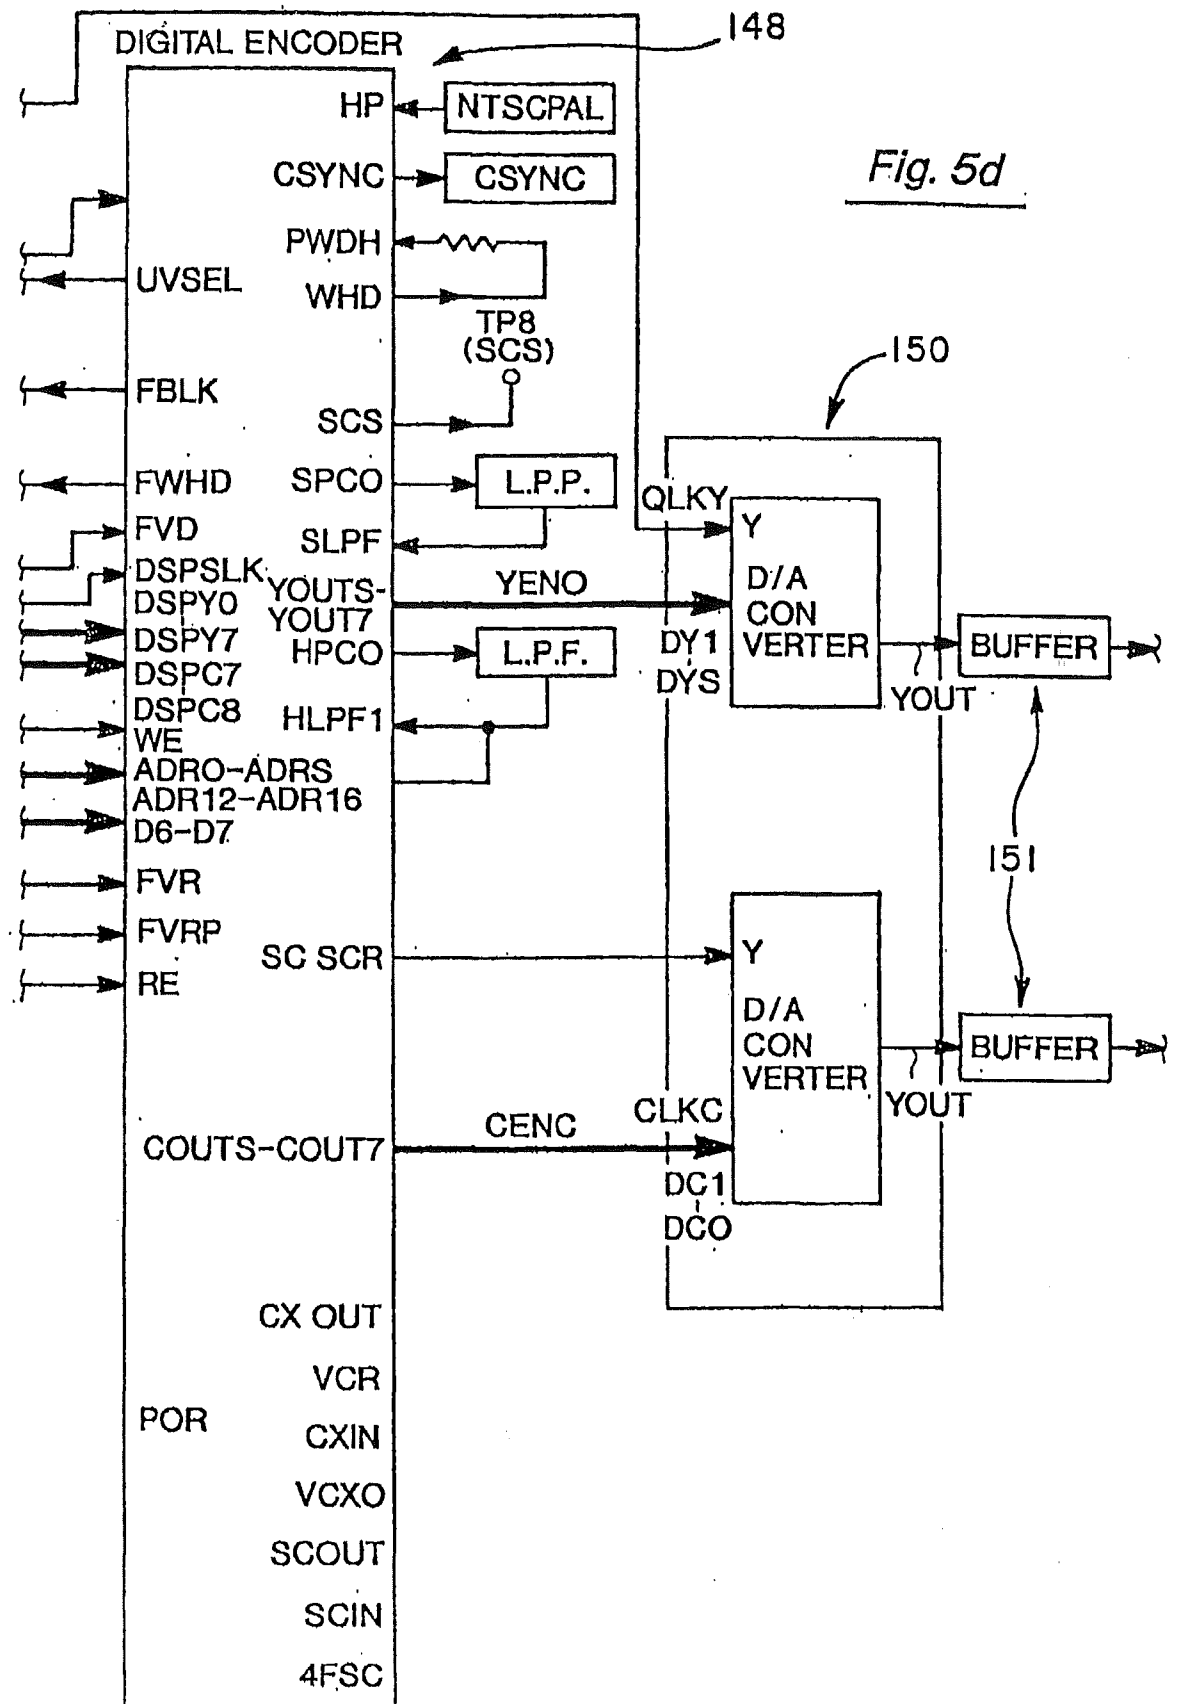 DIGITAL ENCODER
148
Fig. 5d
HP
NTSCPAL
CSYNC
CSYNC
PWDH
WHD
TP8
(SCS)
SCS
SPCO
L.P.P.
SLPF
YOUTS-
YOUT7
YENO
HPCO
L.P.F.
HLPF1
SC SCR
COUTS-COUT7
CENC
CX OUT
VCR
CXIN
VCXO
SCOUT
SCIN
4FSC
UVSEL
FBLK
FWHD
FVD
DSPSLK
DSPY0
DSPY7
DSPC7
DSPC8
WE
ADRO-ADRS
ADR12-ADR16
D6-D7
FVR
FVRP
RE
POR
150
QLKY
Y
D/A
CON
VERTER
DY1
DYS
YOUT
BUFFER
151
Y
D/A
CON
VERTER
CLKC
DC1
DCO
YOUT
BUFFER